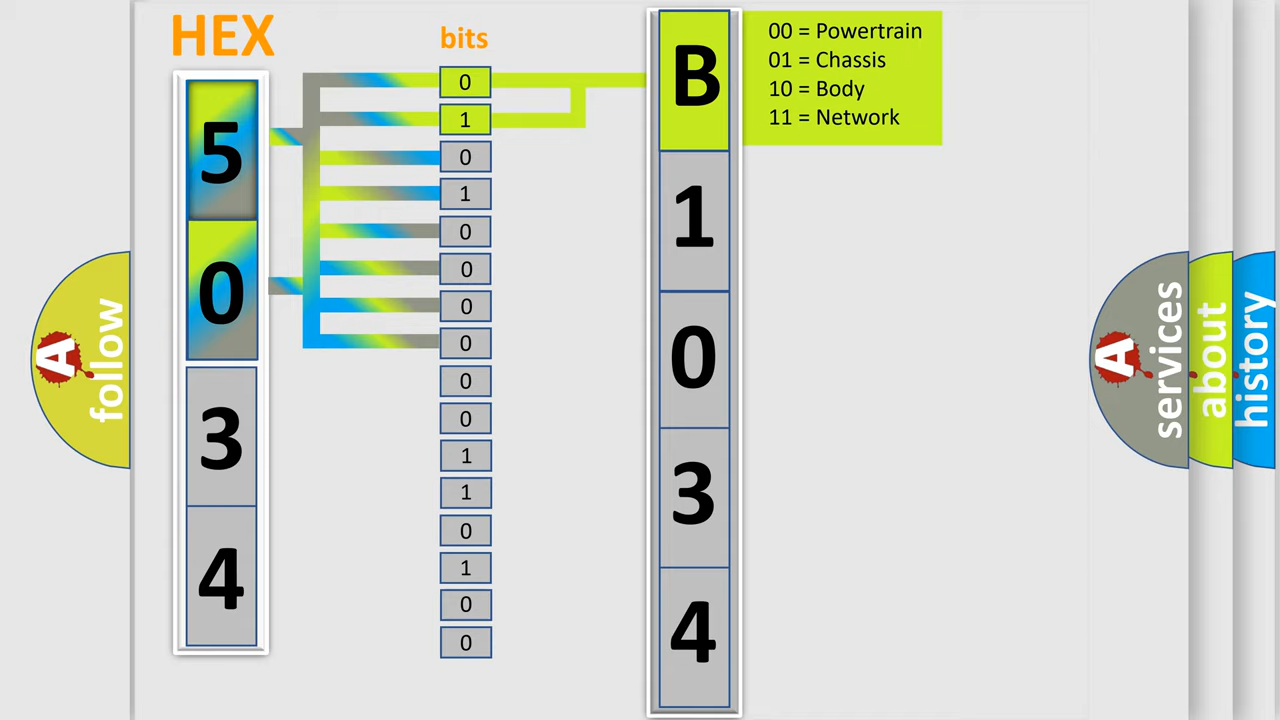 HEX
bits
5
0
3
4
0
1
0
1
0
0
0
0
0
0
1
1
0
1
0
0
B
1
0
3
4
00 = Powertrain
01 = Chassis
10 = Body
11 = Network
A
follow
A
services
about
history